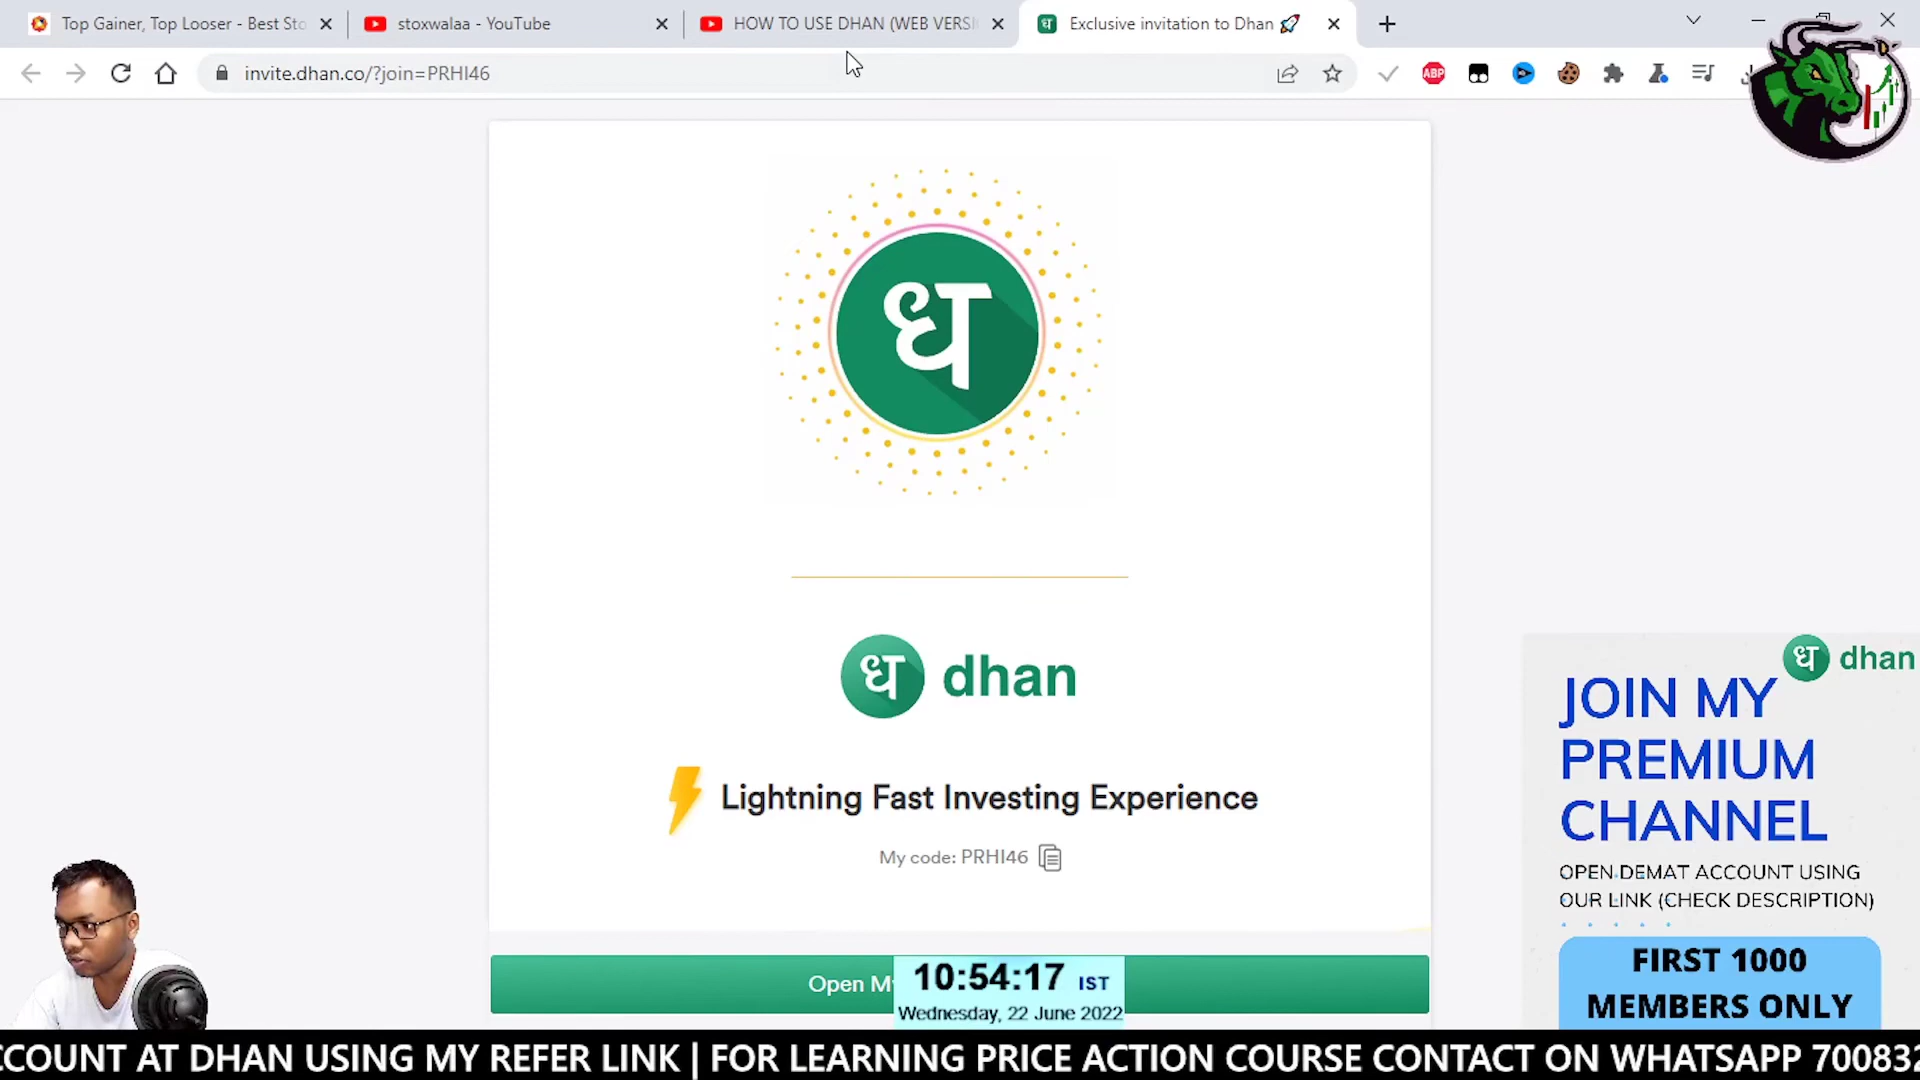 Top Gainer, Top Looser - Best Sto
stoxwalaa - YouTube
HOW TO USE DHAN (WEB VERSI
Exclusive invitation to Dhan 🚀
invite.dhan.co/?join=PRHI46
ABP
ध
ध dhan
Lightning Fast Investing Experience
My code: PRHI46
Open M
10:54:17 IST
Wednesday, 22 June 2022
ध dhan
JOIN MY
PREMIUM
CHANNEL
OPEN DEMAT ACCOUNT USING
OUR LINK (CHECK DESCRIPTION)
FIRST 1000
MEMBERS ONLY
CCOUNT AT DHAN USING MY REFER LINK | FOR LEARNING PRICE ACTION COURSE CONTACT ON WHATSAPP 700832